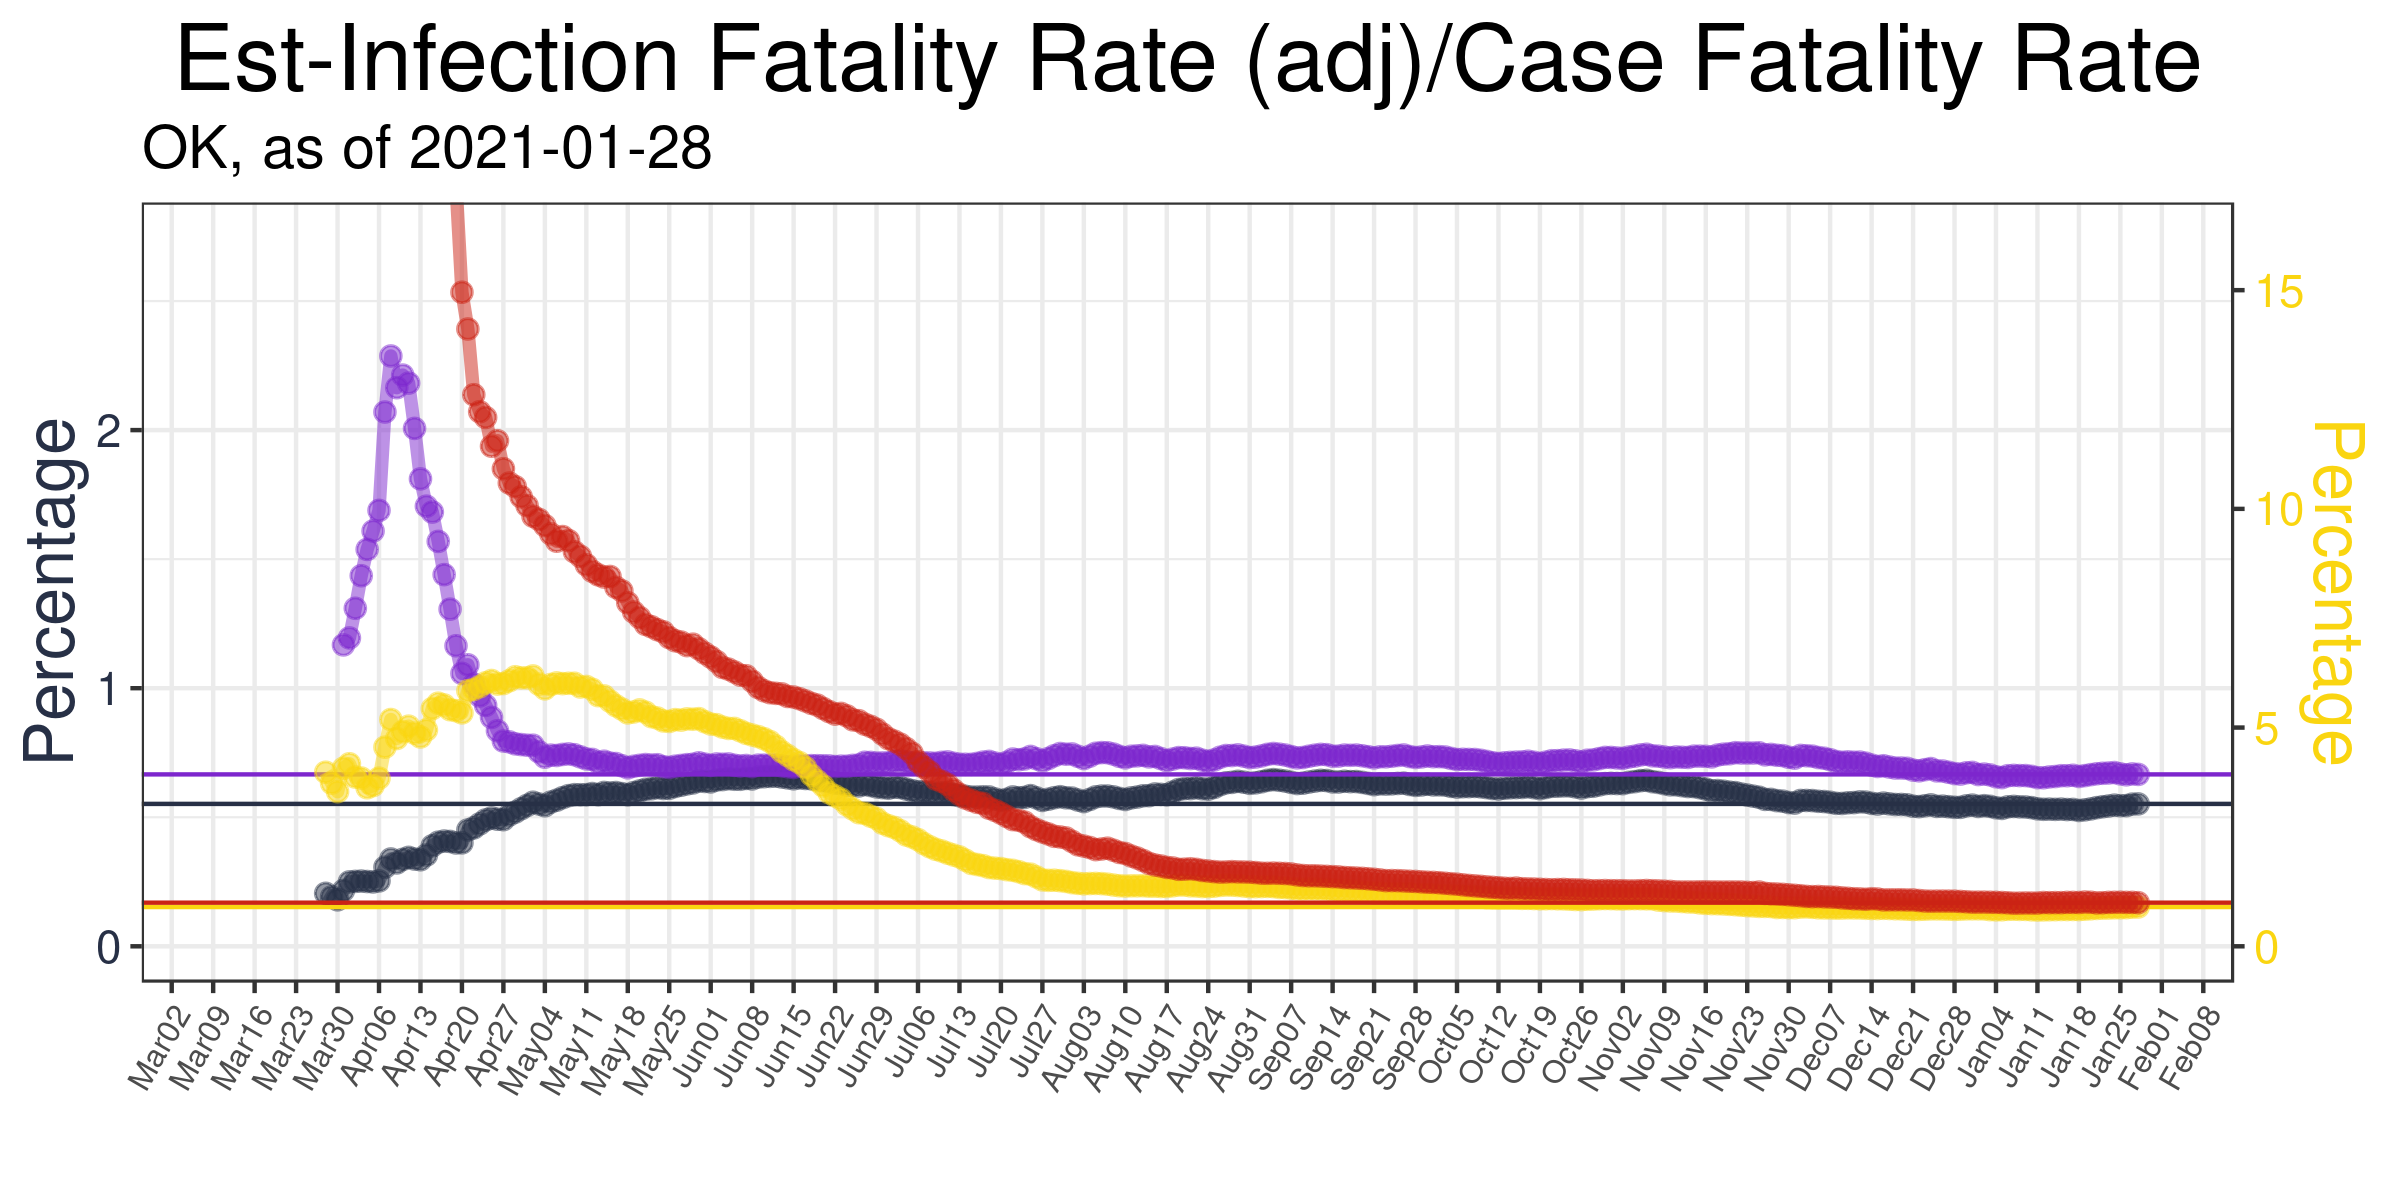 Est-Infection Fatality Rate (adj)/Case Fatality Rate
OK, as of 2021-01-28
Percentage
2
1
0
15
10
5
0
Percentage
Mar02
Mar09
Mar16
Mar23
Mar30
Apr06
Apr13
Apr20
Apr27
May04
May11
May18
May25
Jun01
Jun08
Jun15
Jun22
Jun29
Jul06
Jul13
Jul20
Jul27
Aug03
Aug10
Aug17
Aug24
Aug31
Sep07
Sep14
Sep21
Sep28
Oct05
Oct12
Oct19
Oct26
Nov02
Nov09
Nov16
Nov23
Nov30
Dec07
Dec14
Dec21
Dec28
Jan04
Jan11
Jan18
Jan25
Feb01
Feb08